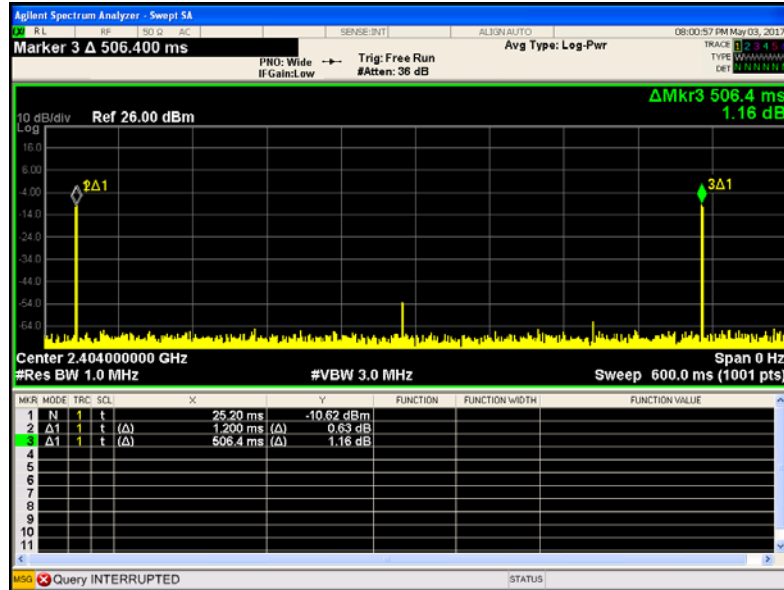 Agilent Spectrum Analyzer - Swept SA
RL RF 50 Ω AC SENSE:INT ALIGN AUTO 08:00:57 PM May 03, 2017
Marker 3 Δ 506.400 ms
Avg Type: Log-Pwr
TRACE 1 2 3 4 5
PNO: Wide Trig: Free Run TYPE
IFGain:Low #Atten: 36 dB DET N N N N N
ΔMkr3 506.4 ms
10 dB/div Ref 26.00 dBm 1.16 dB
Log
16.0
6.00
-4.00
2Δ1 3Δ1
-14.0
-24.0
-34.0
-44.0
-54.0
-64.0
Center 2.404000000 GHz Span 0 Hz
#Res BW 1.0 MHz #VBW 3.0 MHz Sweep 600.0 ms (1001 pts)
MKR MODE TRC SCL X Y FUNCTION FUNCTION WIDTH FUNCTION VALUE
1 N 1 t 25.20 ms -10.62 dBm
2 Δ1 1 t (Δ) 1.200 ms (Δ) 0.63 dB
3 Δ1 1 t (Δ) 506.4 ms (Δ) 1.16 dB
4
5
6
7
8
9
10
11
MSG Query INTERRUPTED STATUS